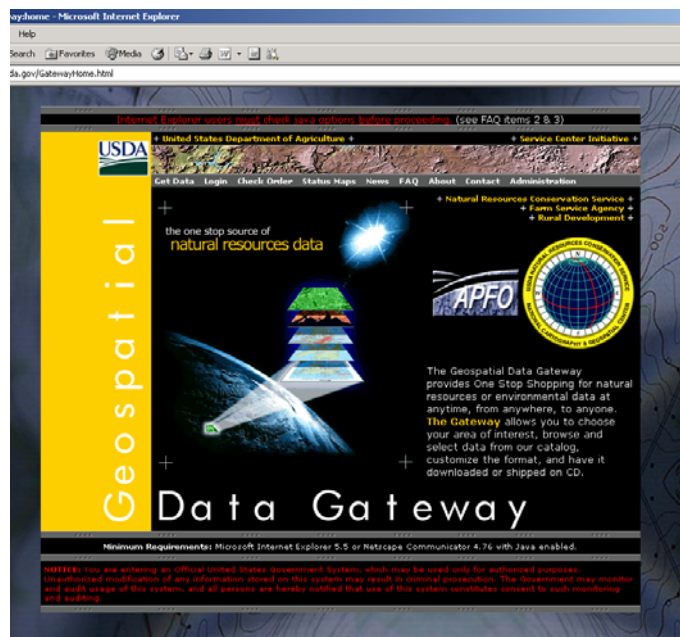 way:home - Microsoft Internet Explorer
Help
Search Favorites Media
da.gov/GatewayHome.html
Internet Explorer users must check java options before proceeding. (see FAQ items 2 & 3)
USDA
+ United States Department of Agriculture +
+ Service Center Initiative +
Get Data Login Check Order Status Maps News FAQ About Contact Administration
+ Natural Resources Conservation Service +
+ Farm Service Agency +
+ Rural Development +
the one stop source of
natural resources data
APFO
USDA NATURAL RESOURCES CONSERVATION SERVICE
NATIONAL CARTOGRAPHY & GEOSPATIAL CENTER
The Geospatial Data Gateway
provides One Stop Shopping for natural
resources or environmental data at
anytime, from anywhere, to anyone.
The Gateway allows you to choose
your area of interest, browse and
select data from our catalog,
customize the format, and have it
downloaded or shipped on CD.
Geospatial
Data Gateway
Minimum Requirements: Microsoft Internet Explorer 5.5 or Netscape Communicator 4.76 with Java enabled.
NOTICE: You are entering an Official United States Government System, which may be used only for authorized purposes.
Unauthorized modification of any information stored on this system may result in criminal prosecution. The Government may monitor
and audit usage of this system, and all persons are hereby notified that use of this system constitutes consent to such monitoring
and auditing.